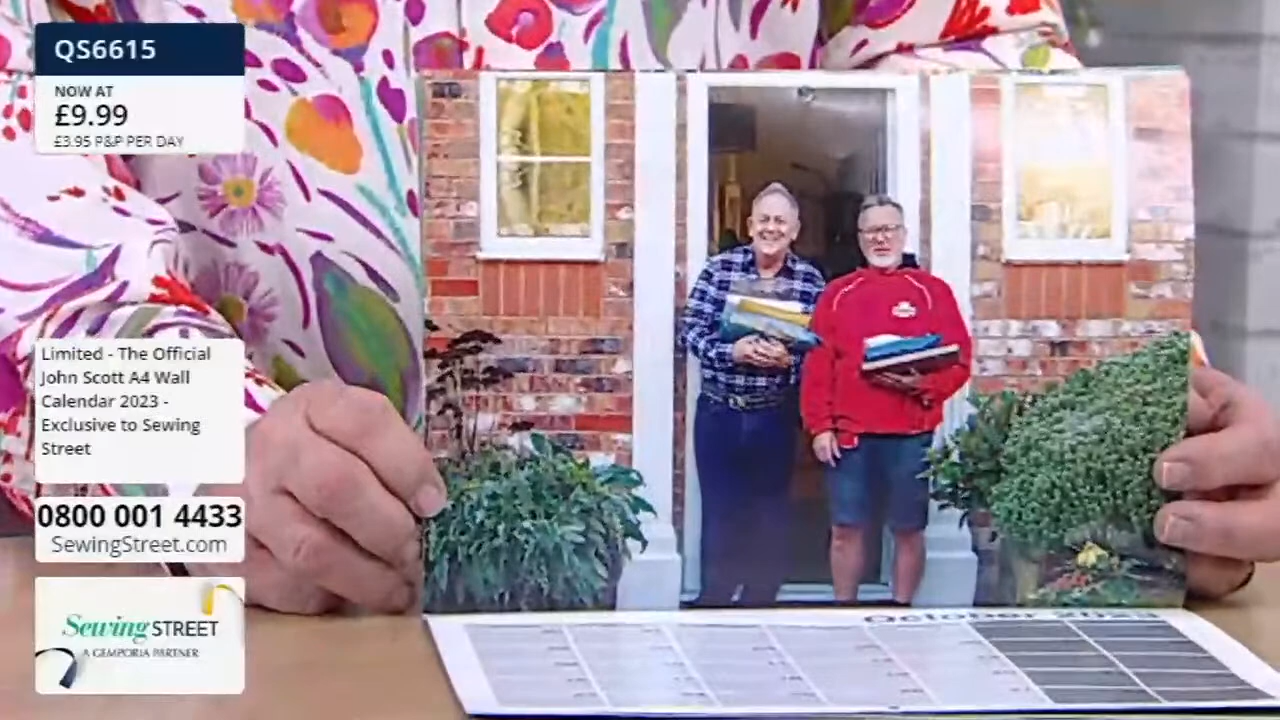 QS6615
NOW AT
£9.99
£3.95 P&P PER DAY
Limited - The Official
John Scott A4 Wall
Calendar 2023 -
Exclusive to Sewing
Street
0800 001 4433
SewingStreet.com
Sewing STREET
A GEMPORIA PARTNER
October